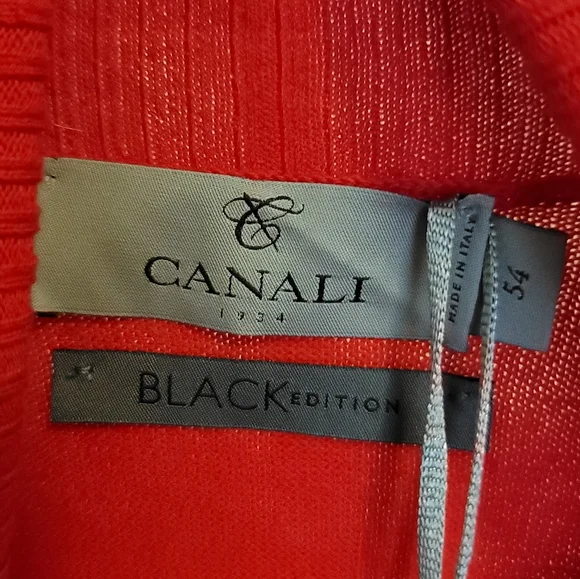 CANALI
1934
MADE IN ITALY
54
BLACK EDITION